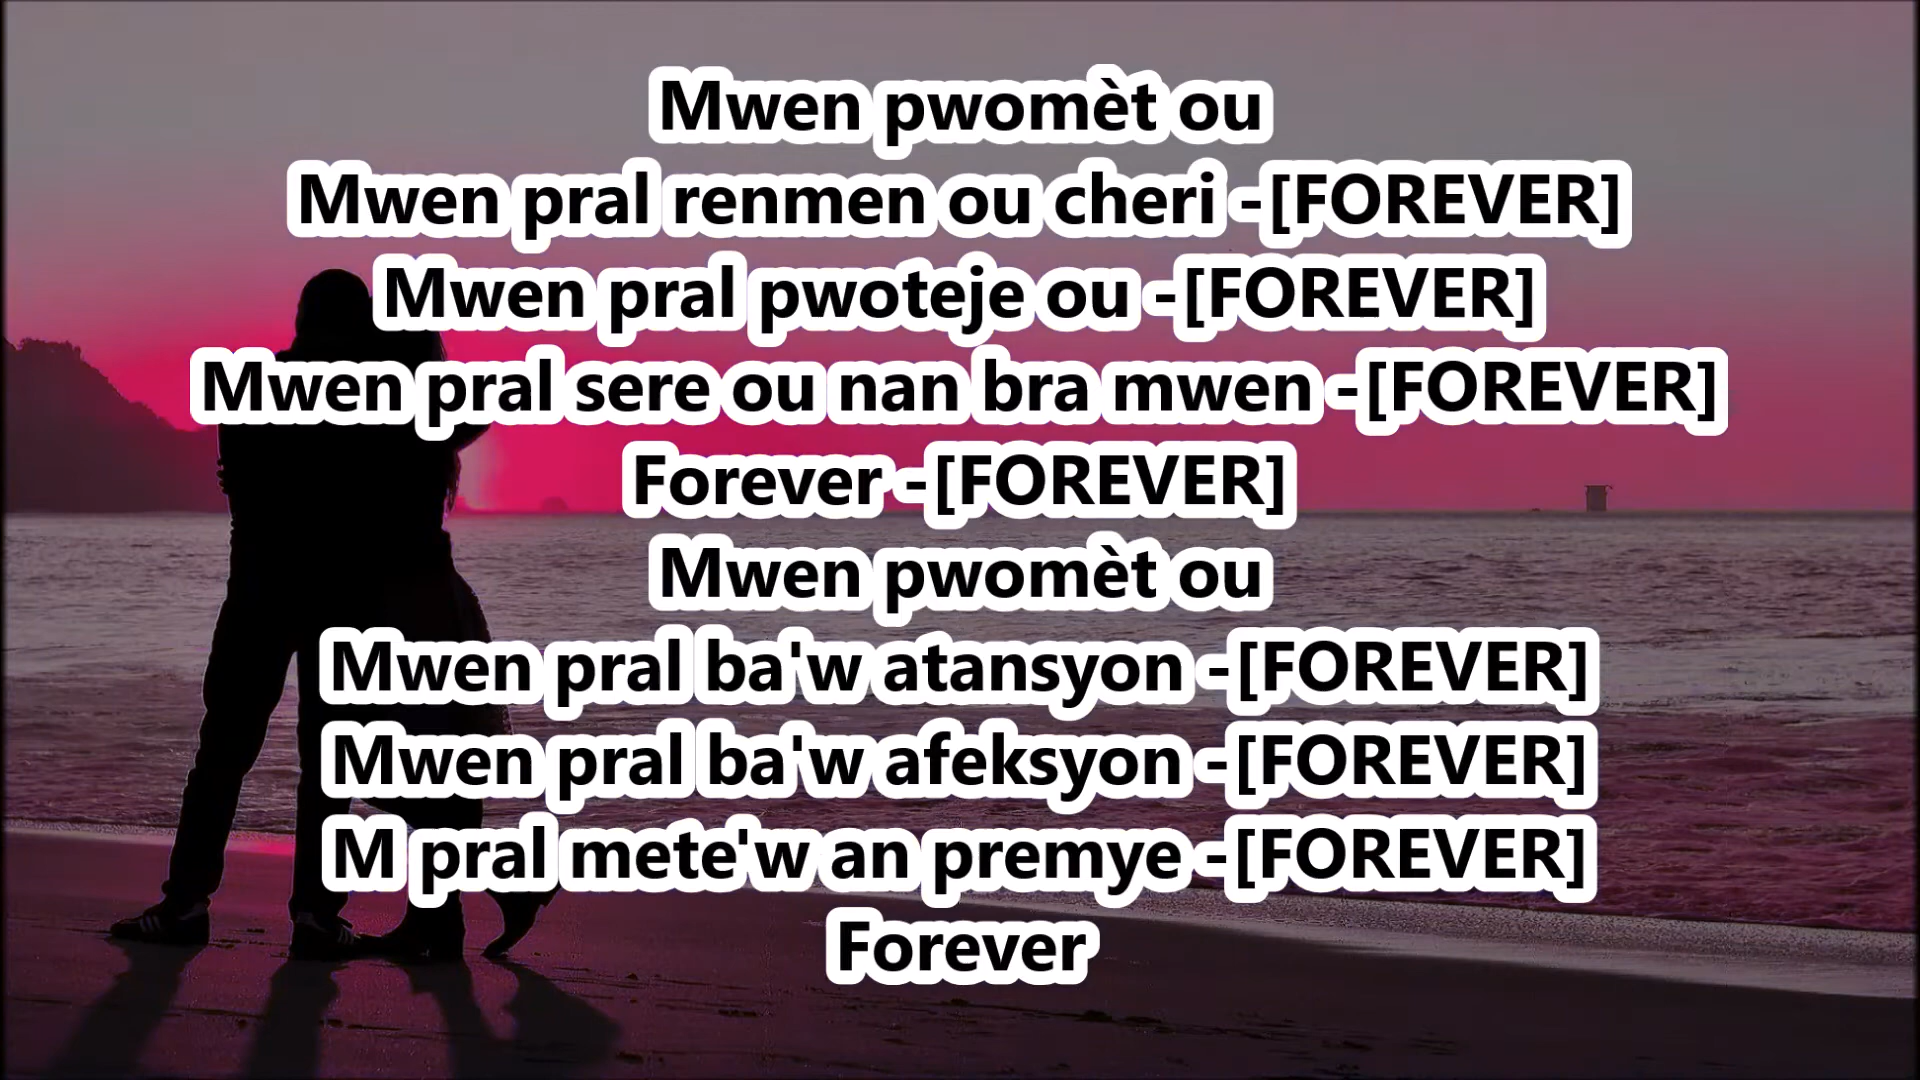 Mwen pwomèt ou
Mwen pral renmen ou cheri -[FOREVER]
Mwen pral pwoteje ou -[FOREVER]
Mwen pral sere ou nan bra mwen -[FOREVER]
Forever -[FOREVER]
Mwen pwomèt ou
Mwen pral ba'w atansyon -[FOREVER]
Mwen pral ba'w afeksyon -[FOREVER]
M pral mete'w an premye -[FOREVER]
Forever